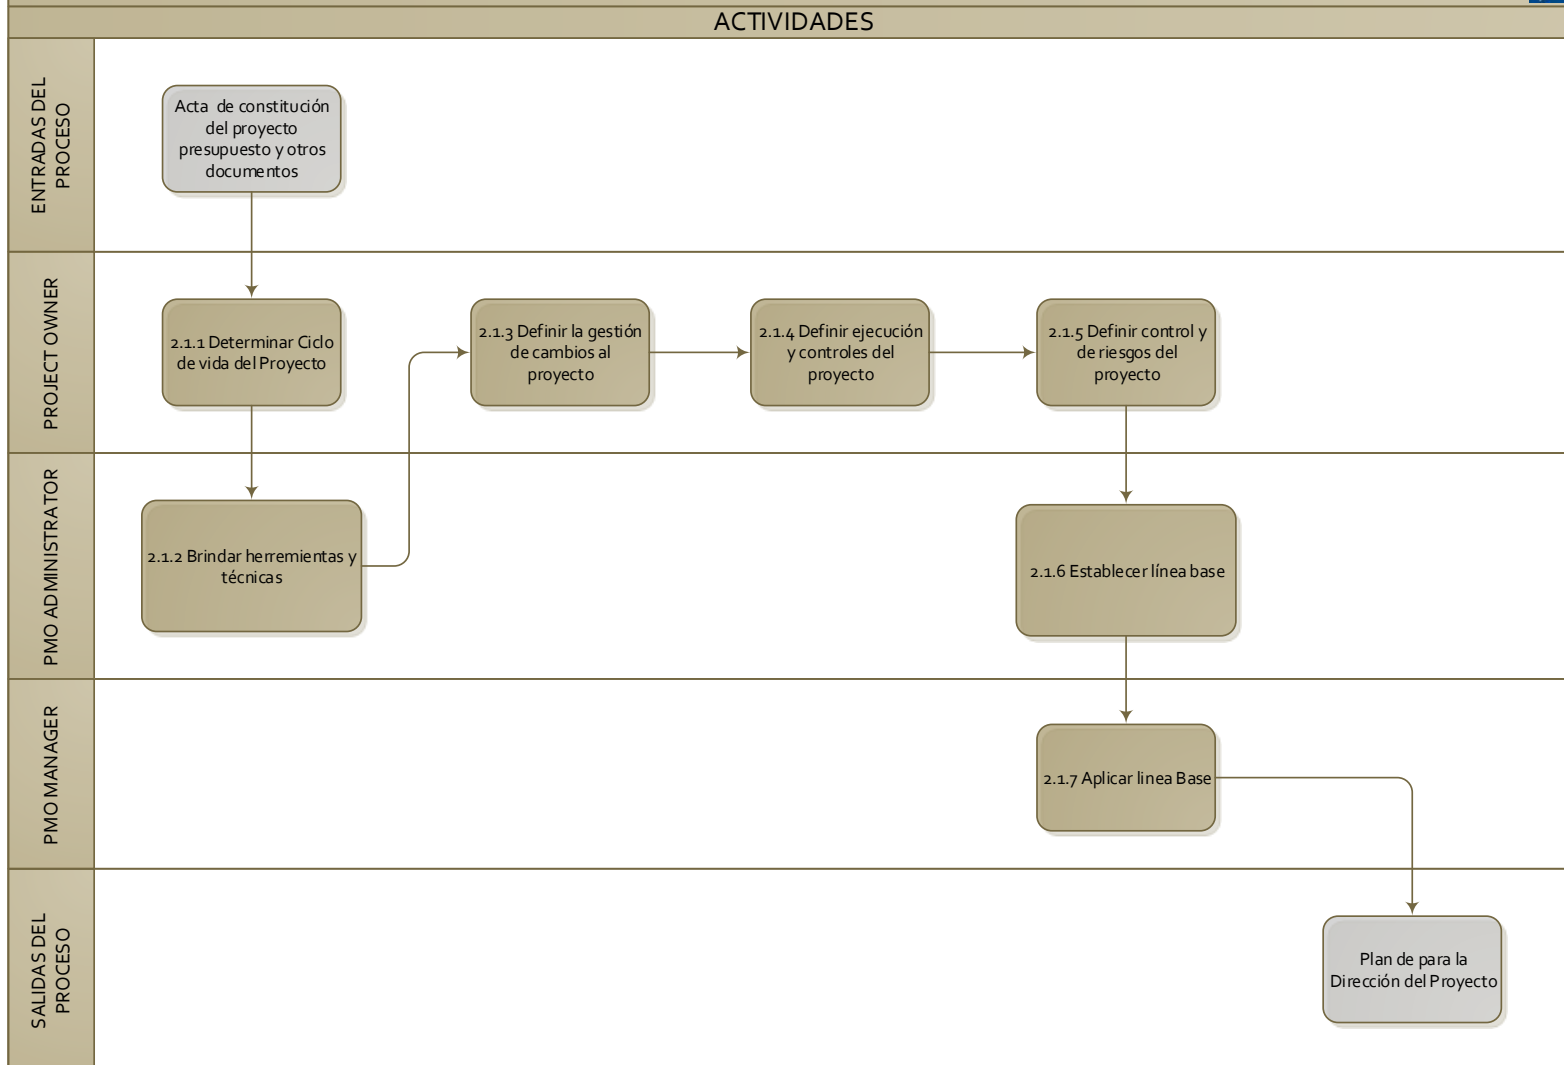 ACTIVIDADES
ENTRADAS DEL
PROCESO
Acta de constitución
del proyecto
presupuesto y otros
documentos
PROJECT OWNER
2.1.1 Determinar Ciclo
de vida del Proyecto
2.1.3 Definir la gestión
de cambios al
proyecto
2.1.4 Definir ejecución
y controles del
proyecto
2.1.5 Definir control y
de riesgos del
proyecto
PMO ADMINISTRATOR
2.1.2 Brindar herremientas y
técnicas
2.1.6 Establecer línea base
PMO MANAGER
2.1.7 Aplicar linea Base
SALIDAS DEL
PROCESO
Plan de para la
Dirección del Proyecto